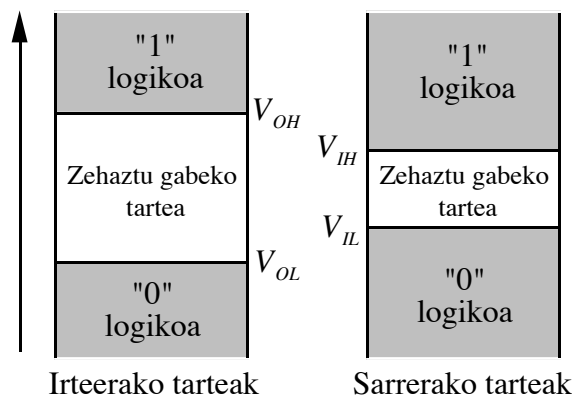 "1"
logikoa
V_OH
Zehaztu gabeko
tartea
V_OL
"0"
logikoa
Irteerako tarteak
"1"
logikoa
V_IH
Zehaztu gabeko
tartea
V_IL
"0"
logikoa
Sarrerako tarteak